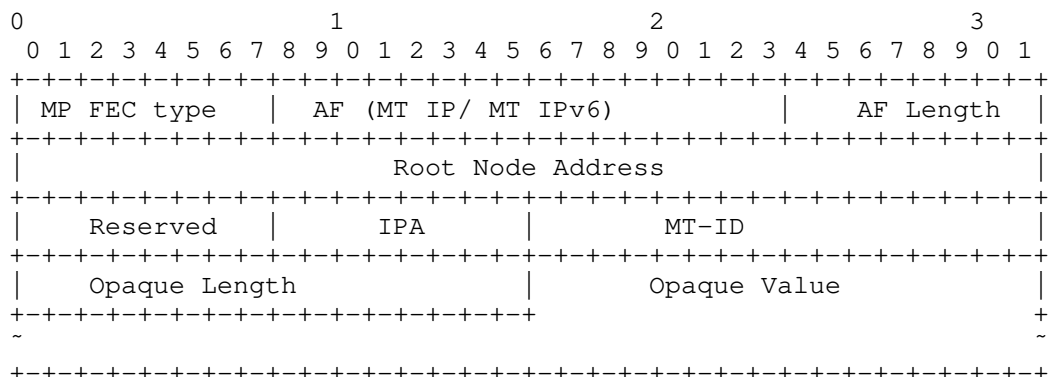 0                   1                   2                   3
 0 1 2 3 4 5 6 7 8 9 0 1 2 3 4 5 6 7 8 9 0 1 2 3 4 5 6 7 8 9 0 1
+-+-+-+-+-+-+-+-+-+-+-+-+-+-+-+-+-+-+-+-+-+-+-+-+-+-+-+-+-+-+-+-+
| MP FEC type   |  AF (MT IP/ MT IPv6)          |    AF Length  |
+-+-+-+-+-+-+-+-+-+-+-+-+-+-+-+-+-+-+-+-+-+-+-+-+-+-+-+-+-+-+-+-+
|                       Root Node Address                       |
+-+-+-+-+-+-+-+-+-+-+-+-+-+-+-+-+-+-+-+-+-+-+-+-+-+-+-+-+-+-+-+-+
|    Reserved   |      IPA      |        MT-ID                  |
+-+-+-+-+-+-+-+-+-+-+-+-+-+-+-+-+-+-+-+-+-+-+-+-+-+-+-+-+-+-+-+-+
|    Opaque Length              |       Opaque Value            |
+-+-+-+-+-+-+-+-+-+-+-+-+-+-+-+-+                               +
~                                                               ~
+-+-+-+-+-+-+-+-+-+-+-+-+-+-+-+-+-+-+-+-+-+-+-+-+-+-+-+-+-+-+-+-+